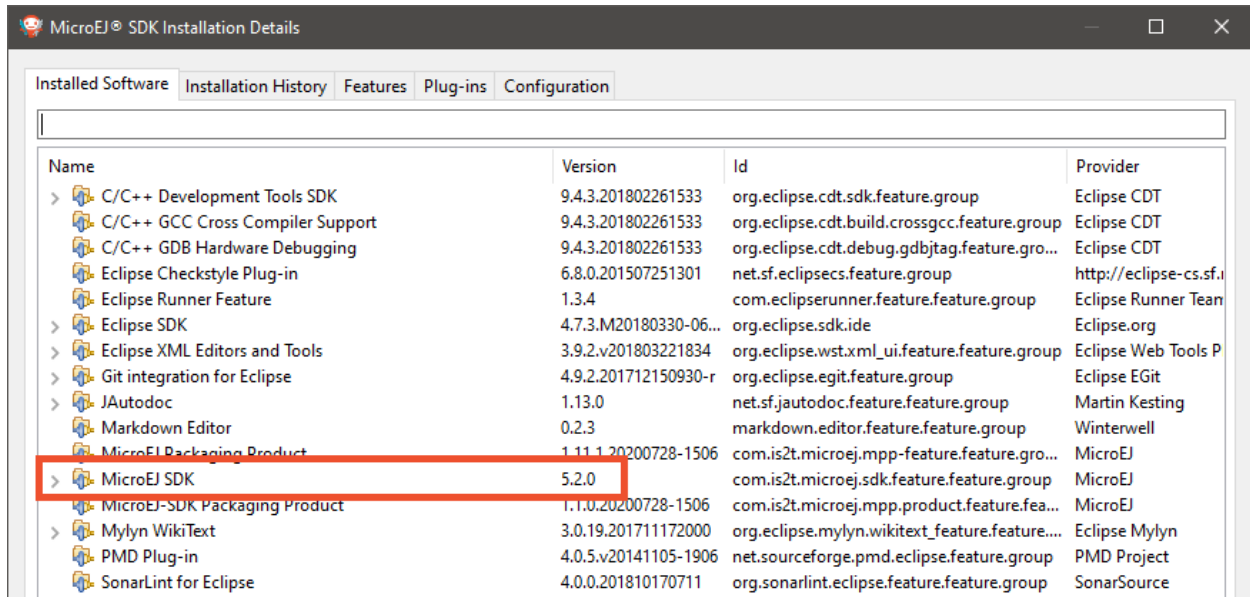 MicroEJ® SDK Installation Details
Installed Software Installation History Features Plug-ins Configuration
Name Version Id Provider
C/C++ Development Tools SDK 9.4.3.201802261533 org.eclipse.cdt.sdk.feature.group Eclipse CDT
C/C++ GCC Cross Compiler Support 9.4.3.201802261533 org.eclipse.cdt.build.crossgcc.feature.group Eclipse CDT
C/C++ GDB Hardware Debugging 9.4.3.201802261533 org.eclipse.cdt.debug.gdbjtag.feature.gro... Eclipse CDT
Eclipse Checkstyle Plug-in 6.8.0.201507251301 net.sf.eclipsecs.feature.group http://eclipse-cs.sf.
Eclipse Runner Feature 1.3.4 com.eclipserunner.feature.feature.group Eclipse Runner Team
Eclipse SDK 4.7.3.M20180330-06... org.eclipse.sdk.ide Eclipse.org
Eclipse XML Editors and Tools 3.9.2.v201803221834 org.eclipse.wst.xml_ui.feature.feature.group Eclipse Web Tools P
Git integration for Eclipse 4.9.2.201712150930-r org.eclipse.egit.feature.group Eclipse EGit
JAutodoc 1.13.0 net.sf.jautodoc.feature.feature.group Martin Kesting
Markdown Editor 0.2.3 markdown.editor.feature.feature.group Winterwell
MicroEJ Packaging Product 1.11.1.20200728-1506 com.is2t.microej.mpp-feature.feature.gro... MicroEJ
MicroEJ SDK 5.2.0 com.is2t.microej.sdk.feature.feature.group MicroEJ
MicroEJ-SDK Packaging Product 1.1.0.20200728-1506 com.is2t.microej.mpp.product.feature.fea... MicroEJ
Mylyn WikiText 3.0.19.201711172000 org.eclipse.mylyn.wikitext_feature.feature.... Eclipse Mylyn
PMD Plug-in 4.0.5.v20141105-1906 net.sourceforge.pmd.eclipse.feature.group PMD Project
SonarLint for Eclipse 4.0.0.201810170711 org.sonarlint.eclipse.feature.feature.group SonarSource